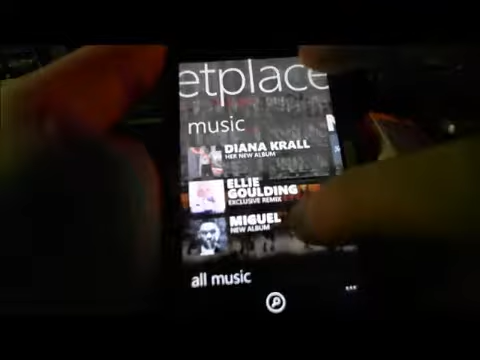 etplace
music
DIANA KRALL
HER NEW ALBUM
ELLIE
GOULDING
EXCLUSIVE REMIX
MIGUEL
NEW ALBUM
all music